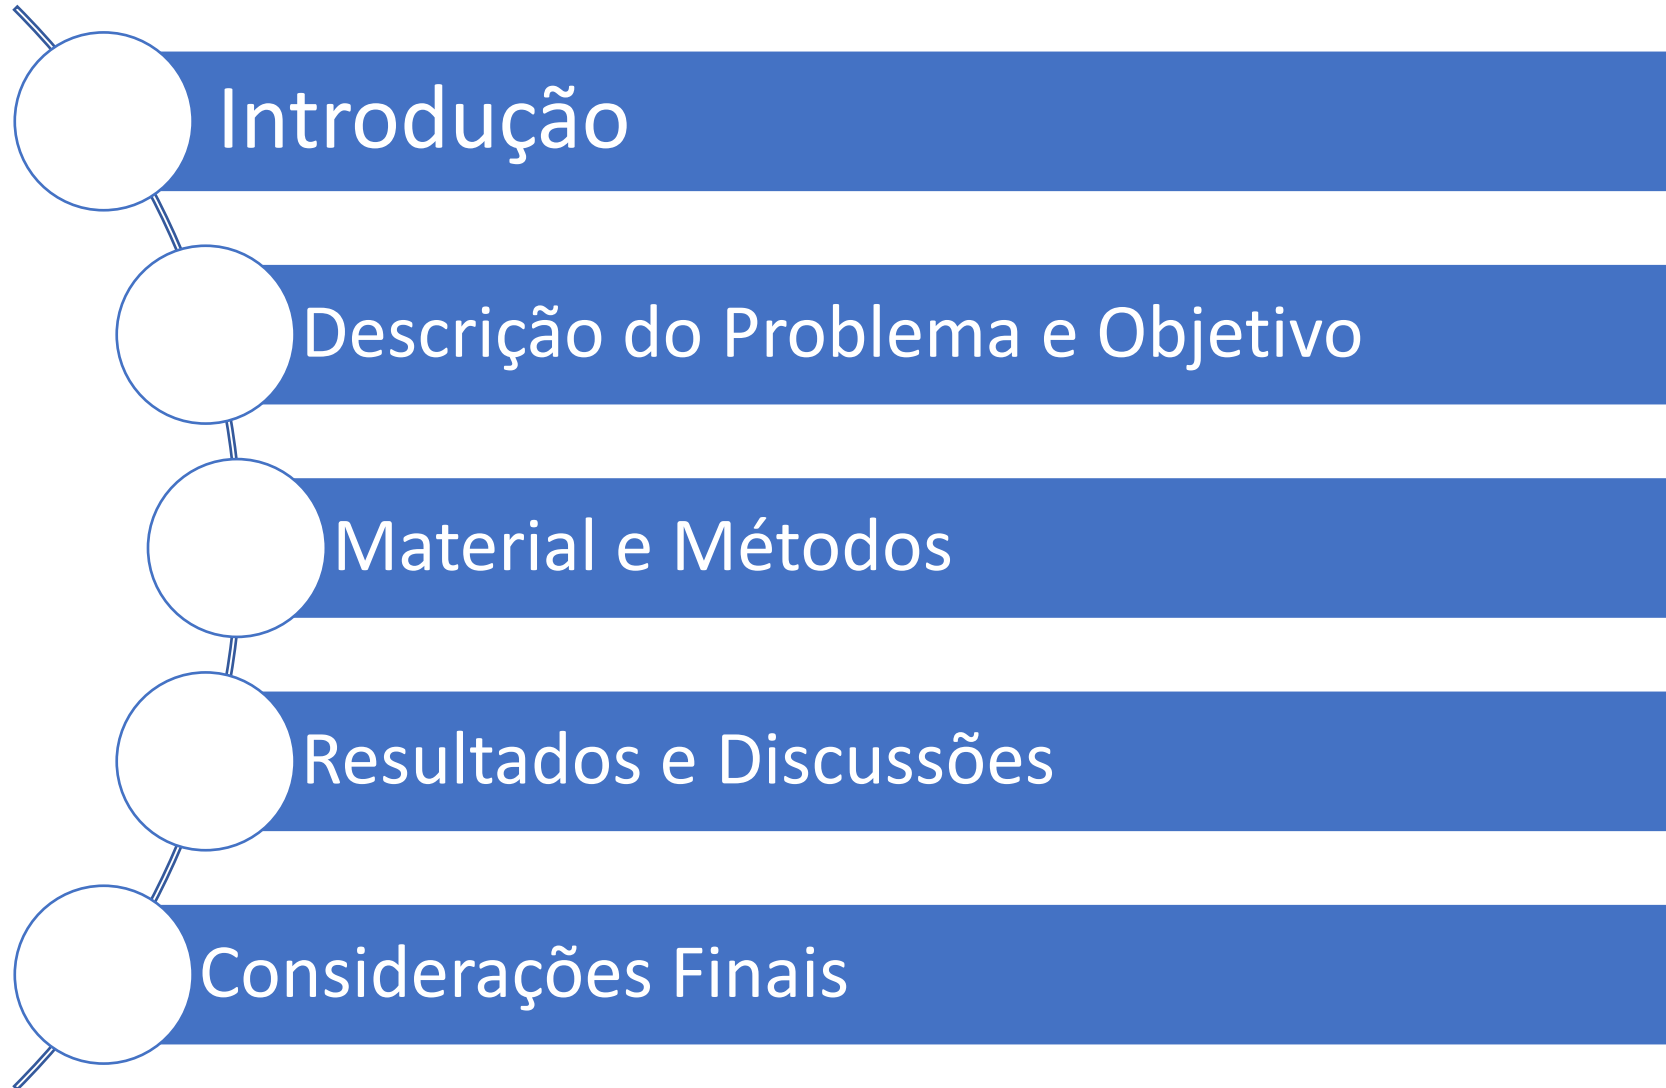 Introdução
Descrição do Problema e Objetivo
Material e Métodos
Resultados e Discussões
Considerações Finais